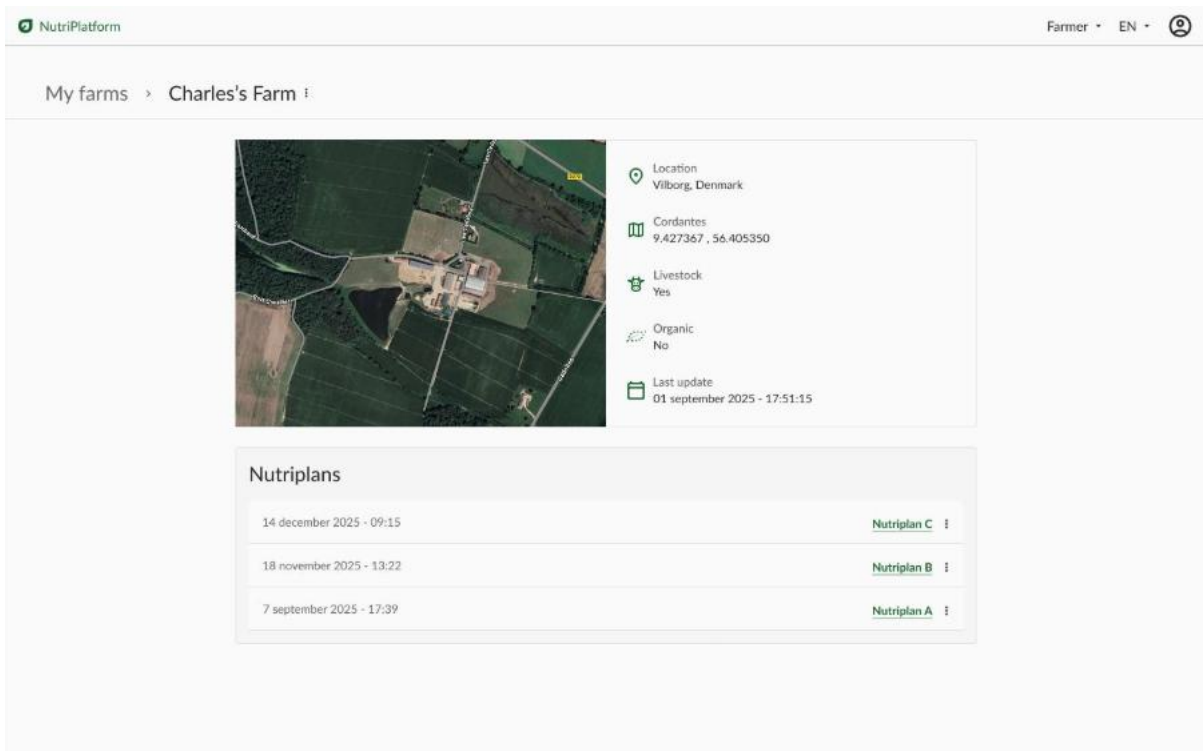 NutriPlatform
Farmer
EN
My farms › Charles's Farm
Location
Vilborg, Denmark
Cordantes
9.427367 , 56.405350
Livestock
Yes
Organic
No
Last update
01 september 2025 - 17:51:15
Nutriplans
14 december 2025 - 09:15
Nutriplan C
18 november 2025 - 13:22
Nutriplan B
7 september 2025 - 17:39
Nutriplan A